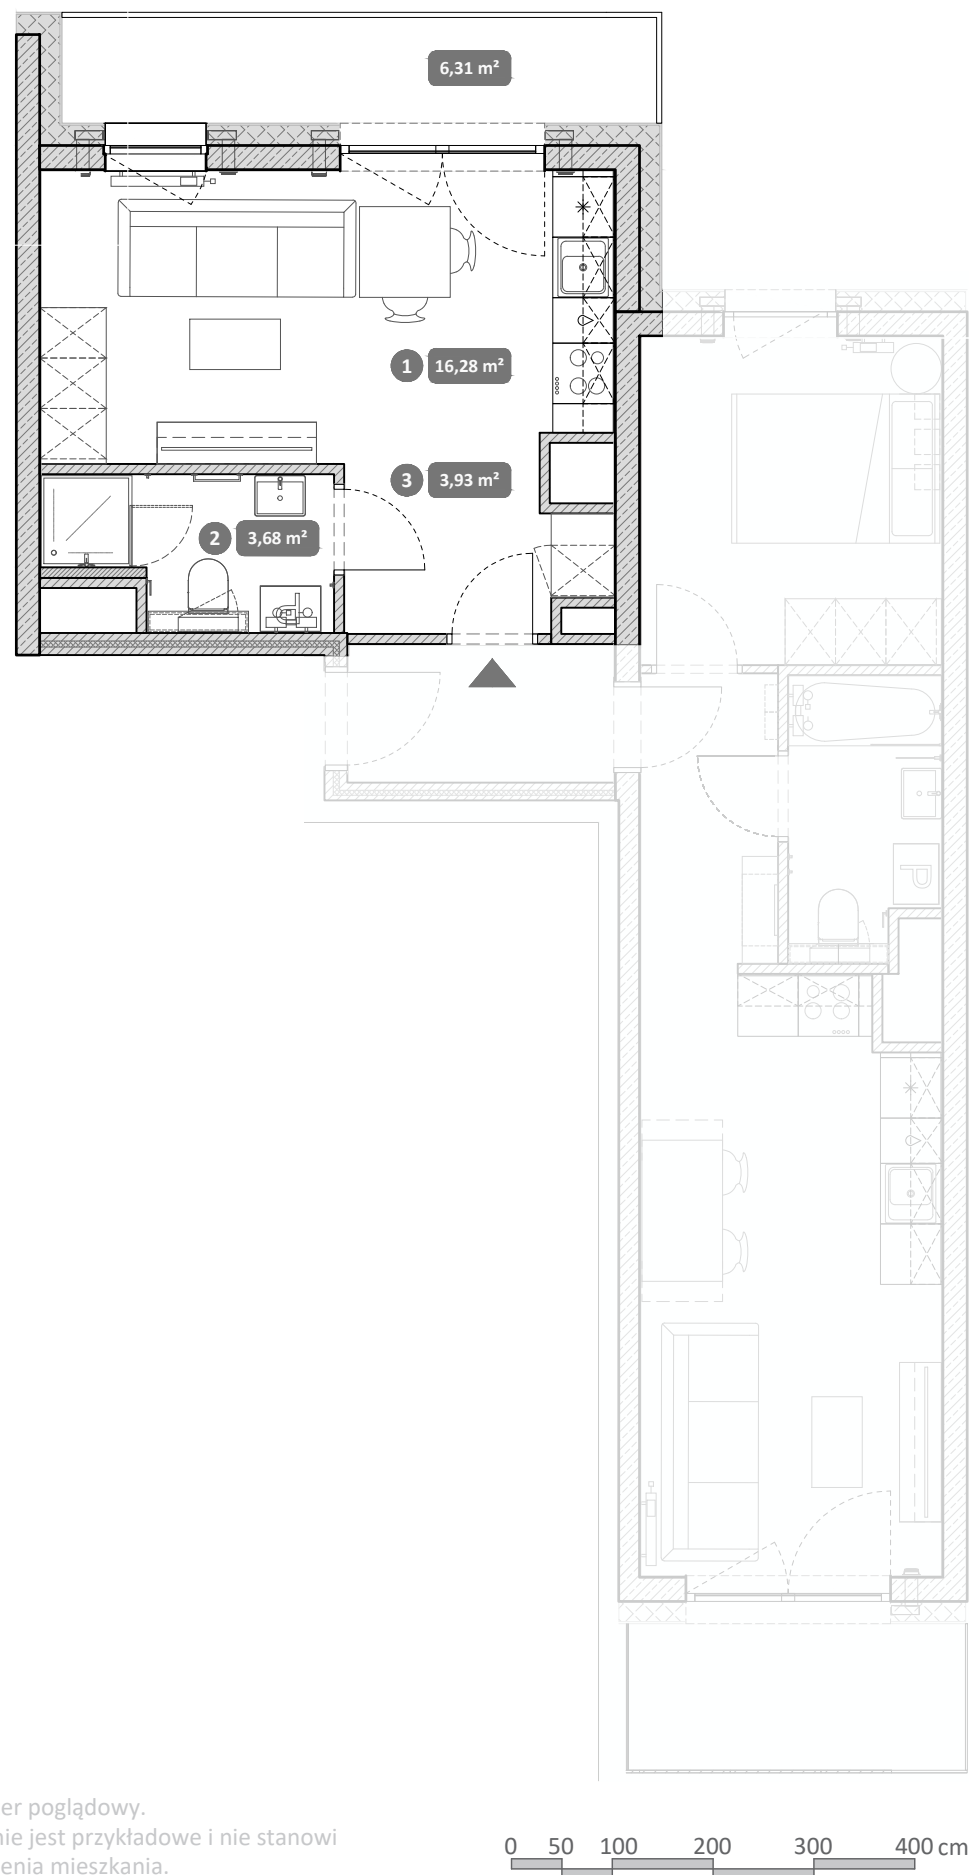 6,31 m²
1 16,28 m²
3 3,93 m²
2 3,68 m²
P
er poglądowy.
nie jest przykładowe i nie stanowi
enia mieszkania.
0 50 100 200 300 400 cm